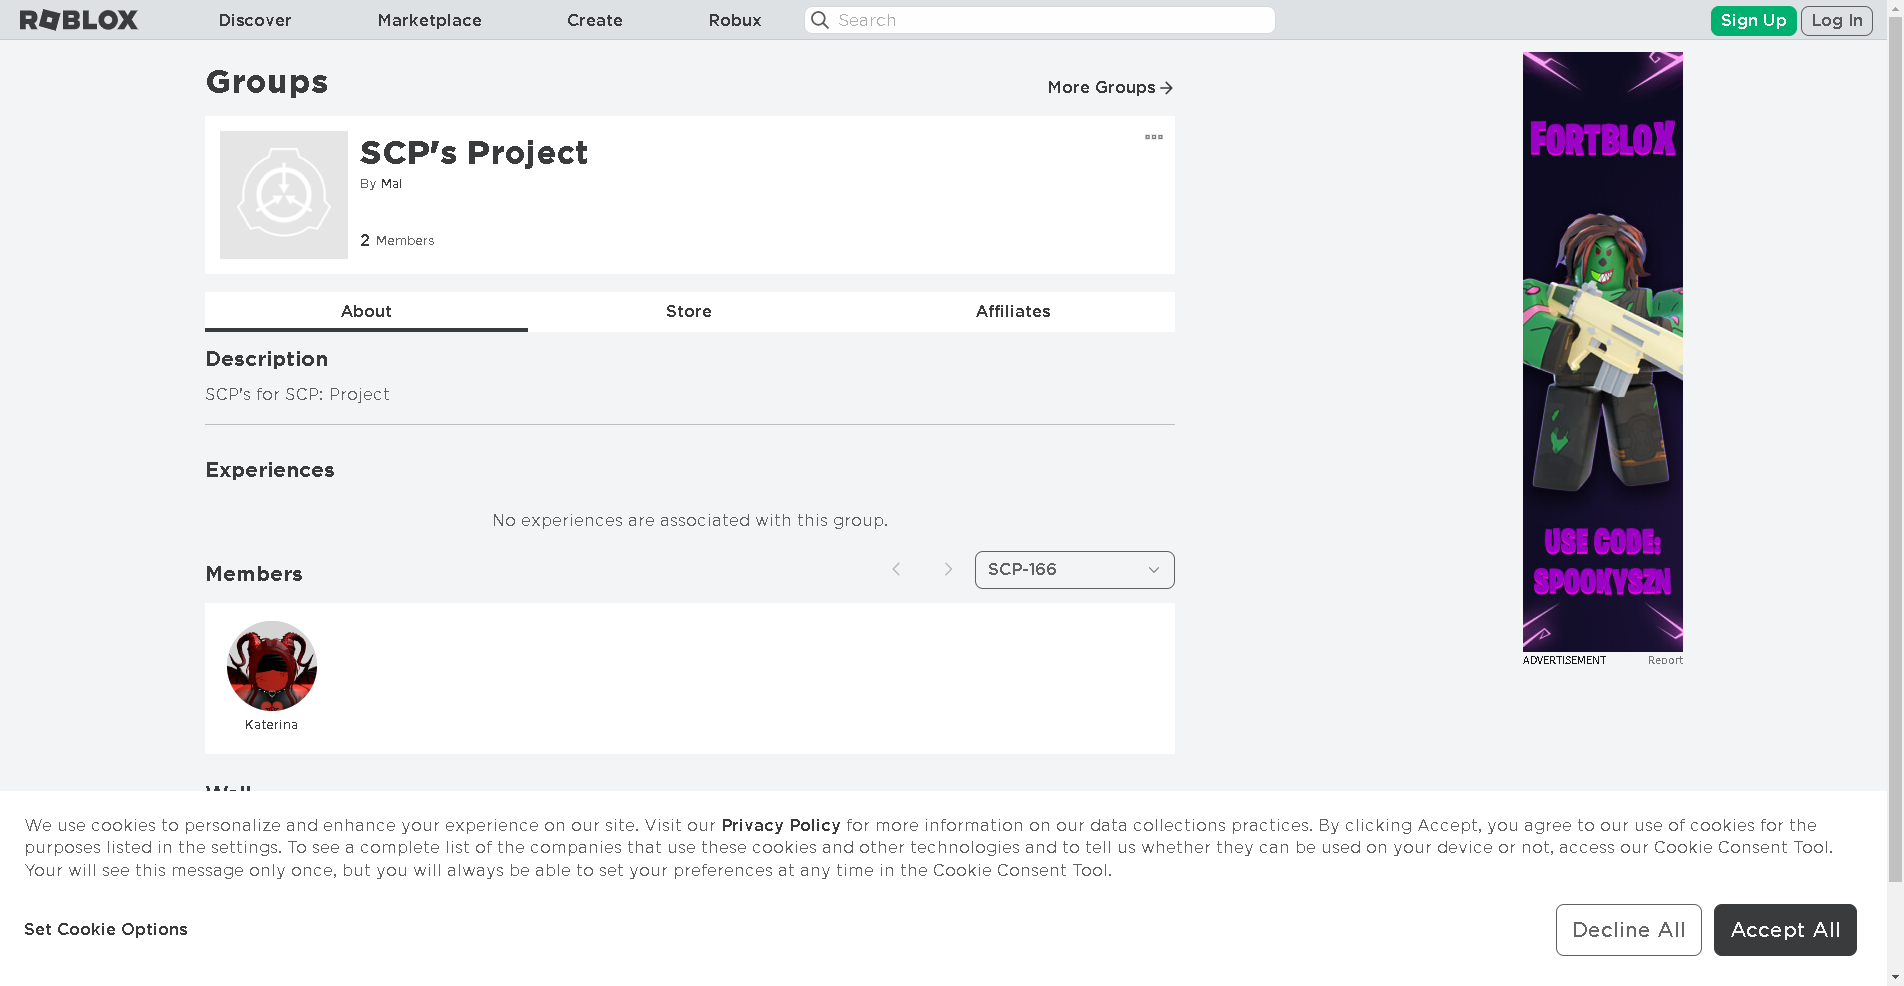 ROBLOX
Discover
Marketplace
Create
Robux
Search
Sign Up
Log In
Groups
More Groups
SCP's Project
By Mal
2 Members
About
Store
Affiliates
Description
SCP's for SCP: Project
Experiences
No experiences are associated with this group.
Members
SCP-166
Katerina
Wall
FORTBLOX
USE CODE:
SPOOKYSZN
ADVERTISEMENT
Report
We use cookies to personalize and enhance your experience on our site. Visit our Privacy Policy for more information on our data collections practices. By clicking Accept, you agree to our use of cookies for the
purposes listed in the settings. To see a complete list of the companies that use these cookies and other technologies and to tell us whether they can be used on your device or not, access our Cookie Consent Tool.
Your will see this message only once, but you will always be able to set your preferences at any time in the Cookie Consent Tool.
Set Cookie Options
Decline All
Accept All